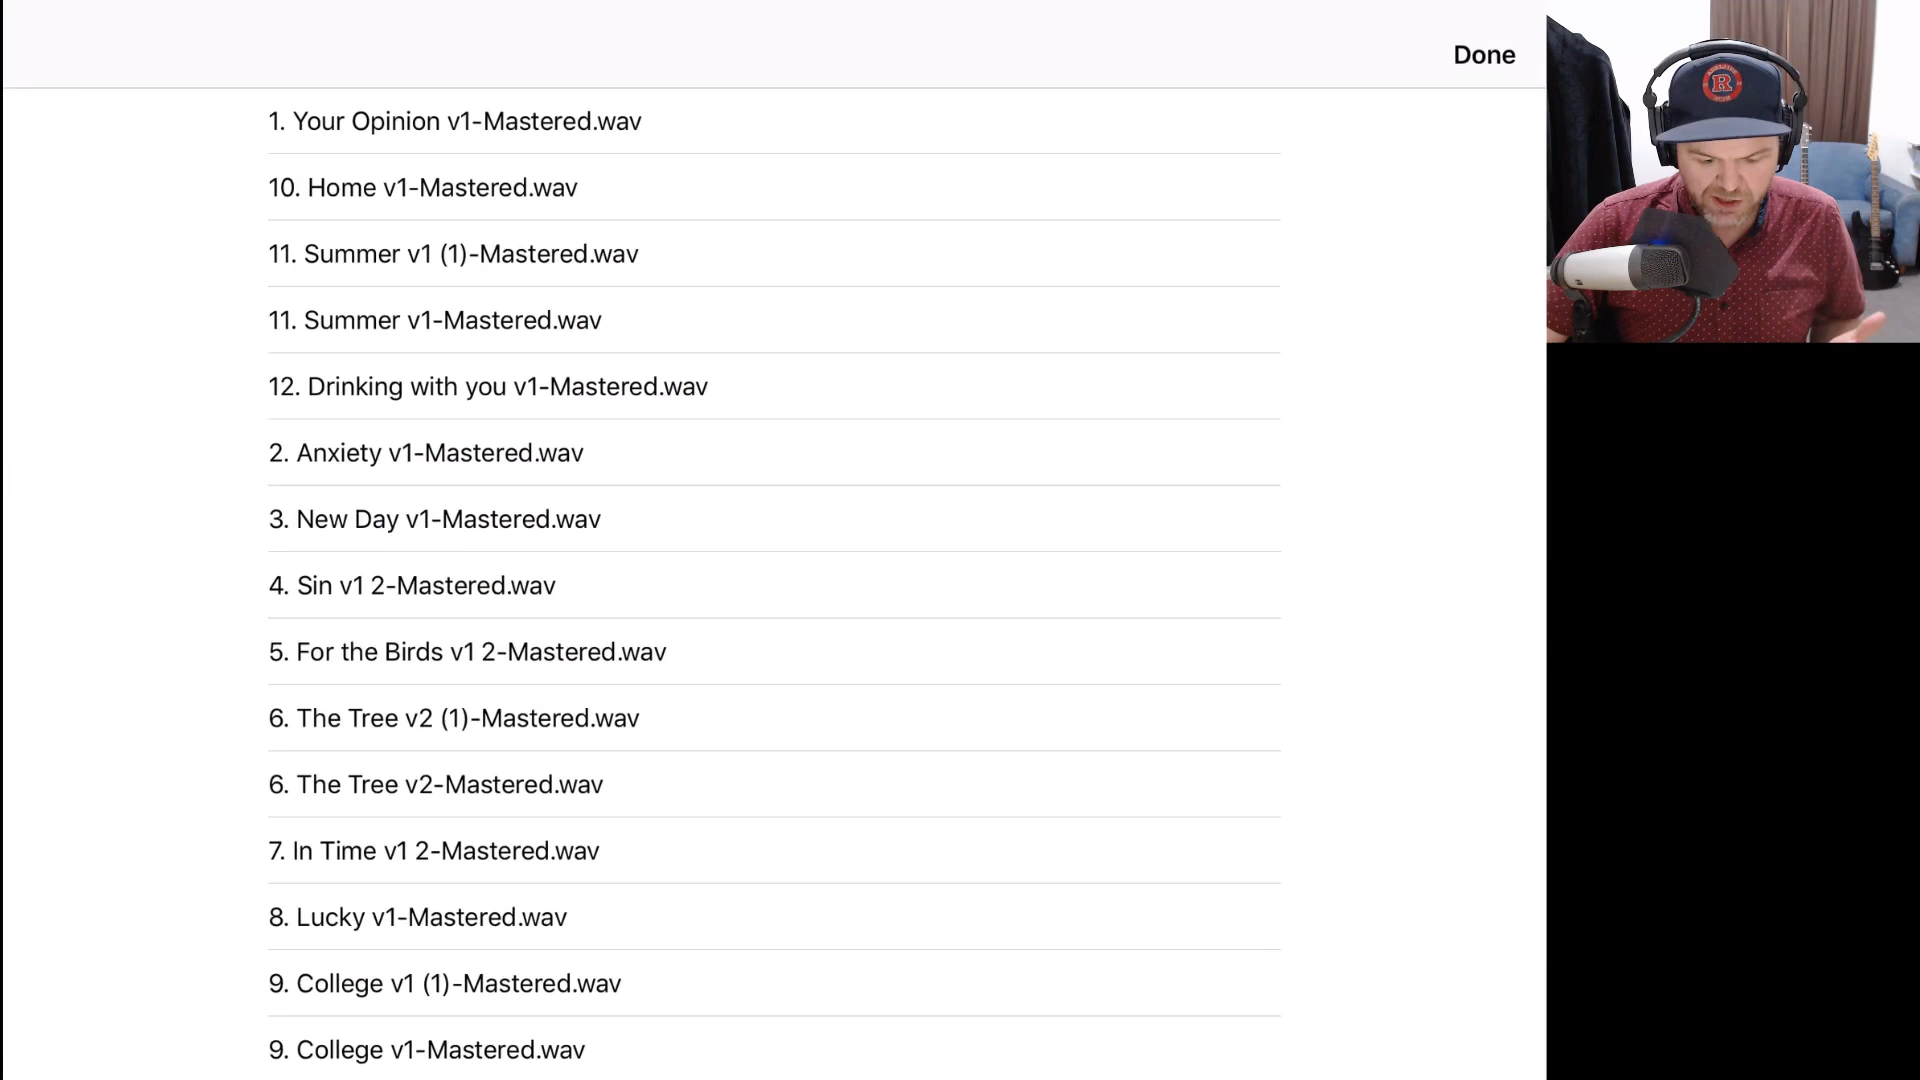 Done
1. Your Opinion v1-Mastered.wav
10. Home v1-Mastered.wav
11. Summer v1 (1)-Mastered.wav
11. Summer v1-Mastered.wav
12. Drinking with you v1-Mastered.wav
2. Anxiety v1-Mastered.wav
3. New Day v1-Mastered.wav
4. Sin v1 2-Mastered.wav
5. For the Birds v1 2-Mastered.wav
6. The Tree v2 (1)-Mastered.wav
6. The Tree v2-Mastered.wav
7. In Time v1 2-Mastered.wav
8. Lucky v1-Mastered.wav
9. College v1 (1)-Mastered.wav
9. College v1-Mastered.wav
R